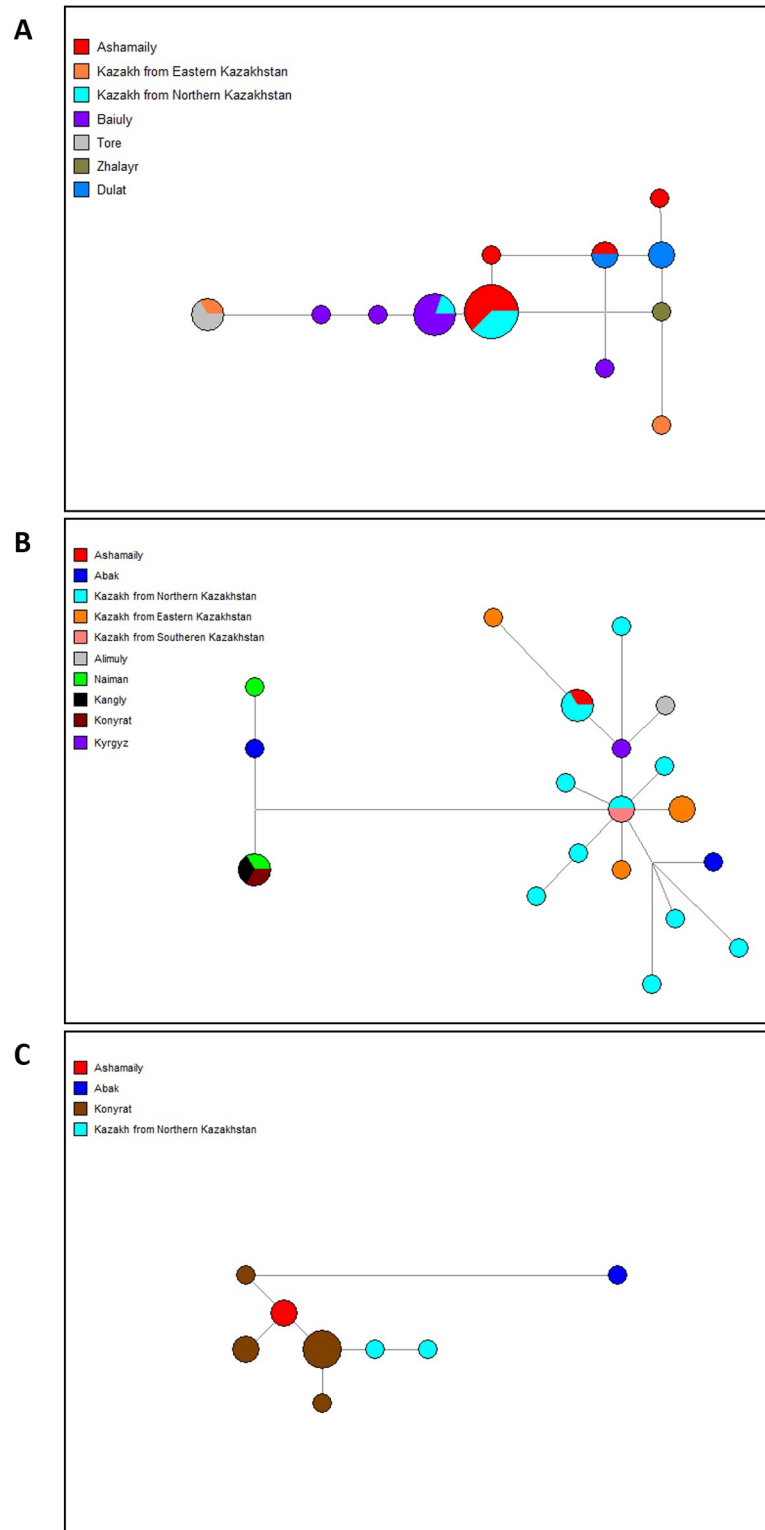 A
Ashamaily
Kazakh from Eastern Kazakhstan
Kazakh from Northern Kazakhstan
Baiuly
Tore
Zhalayr
Dulat
B
Ashamaily
Abak
Kazakh from Northern Kazakhstan
Kazakh from Eastern Kazakhstan
Kazakh from Southeren Kazakhstan
Alimuly
Naiman
Kangly
Konyrat
Kyrgyz
C
Ashamaily
Abak
Konyrat
Kazakh from Northern Kazakhstan